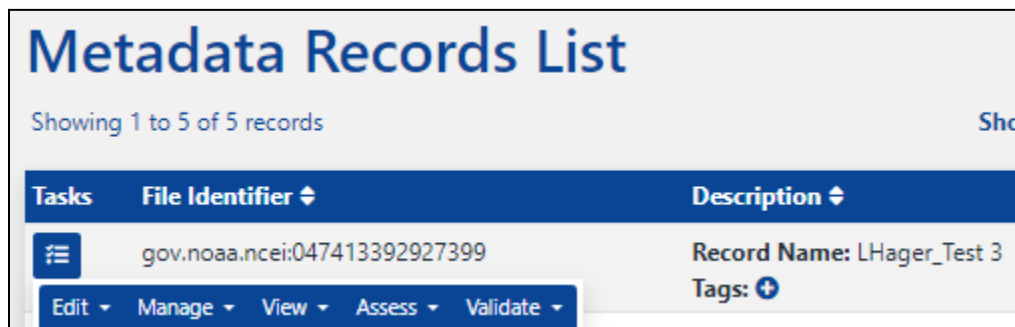 Metadata Records List
Showing 1 to 5 of 5 records
Tasks File Identifier Description
gov.noaa.ncei:047413392927399 Record Name: LHager_Test 3
Tags:
Edit Manage View Assess Validate